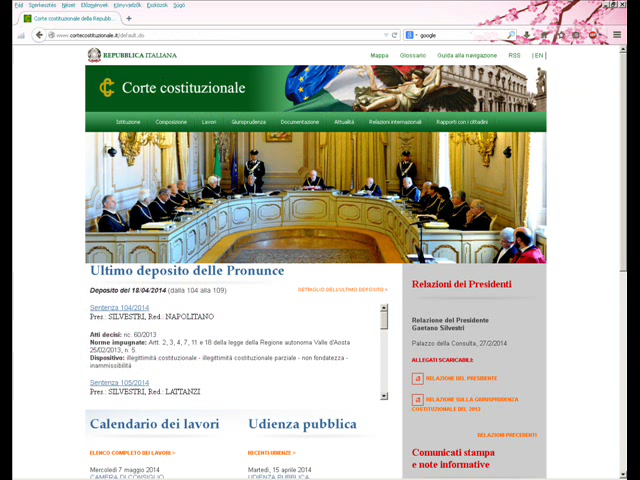 Fájl Szerkesztés Nézet Előzmények Könyvjelzők Eszközök Súgó
Corte costituzionale della Repubb...
www.cortecostituzionale.it/default.do
google
REPUBBLICA ITALIANA
Mappa Glossario Guida alla navigazione RSS | EN |
Corte costituzionale
Istituzione Composizione Lavori Giurisprudenza Documentazione Attualità Relazioni internazionali Rapporti con i cittadini
Ultimo deposito delle Pronunce
Deposito del 18/04/2014 (dalla 104 alla 109)
DETTAGLIO DELL'ULTIMO DEPOSITO >
Sentenza 104/2014
Pres.: SILVESTRI, Red.: NAPOLITANO
Atti decisi: ric. 60/2013
Norme impugnate: Artt. 2, 3, 4, 7, 11 e 18 della legge della Regione autonoma Valle d'Aosta
25/02/2013, n. 5.
Dispositivo: illegittimità costituzionale - illegittimità costituzionale parziale - non fondatezza -
inammissibilità
Sentenza 105/2014
Pres.: SILVESTRI, Red.: LATTANZI
Relazioni dei Presidenti
Relazione del Presidente
Gaetano Silvestri
Palazzo della Consulta, 27/2/2014
ALLEGATI SCARICABILI:
RELAZIONE DEL PRESIDENTE
RELAZIONE SULLA GIURISPRUDENZA
COSTITUZIONALE DEL 2013
RELAZIONI PRECEDENTI
Comunicati stampa
e note informative
Calendario dei lavori
ELENCO COMPLETO DEI LAVORI >
Mercoledì 7 maggio 2014
CAMERA DI CONSIGLIO
Udienza pubblica
RECENTI UDIENZE >
Martedì, 15 aprile 2014
UDIENZA PUBBLICA